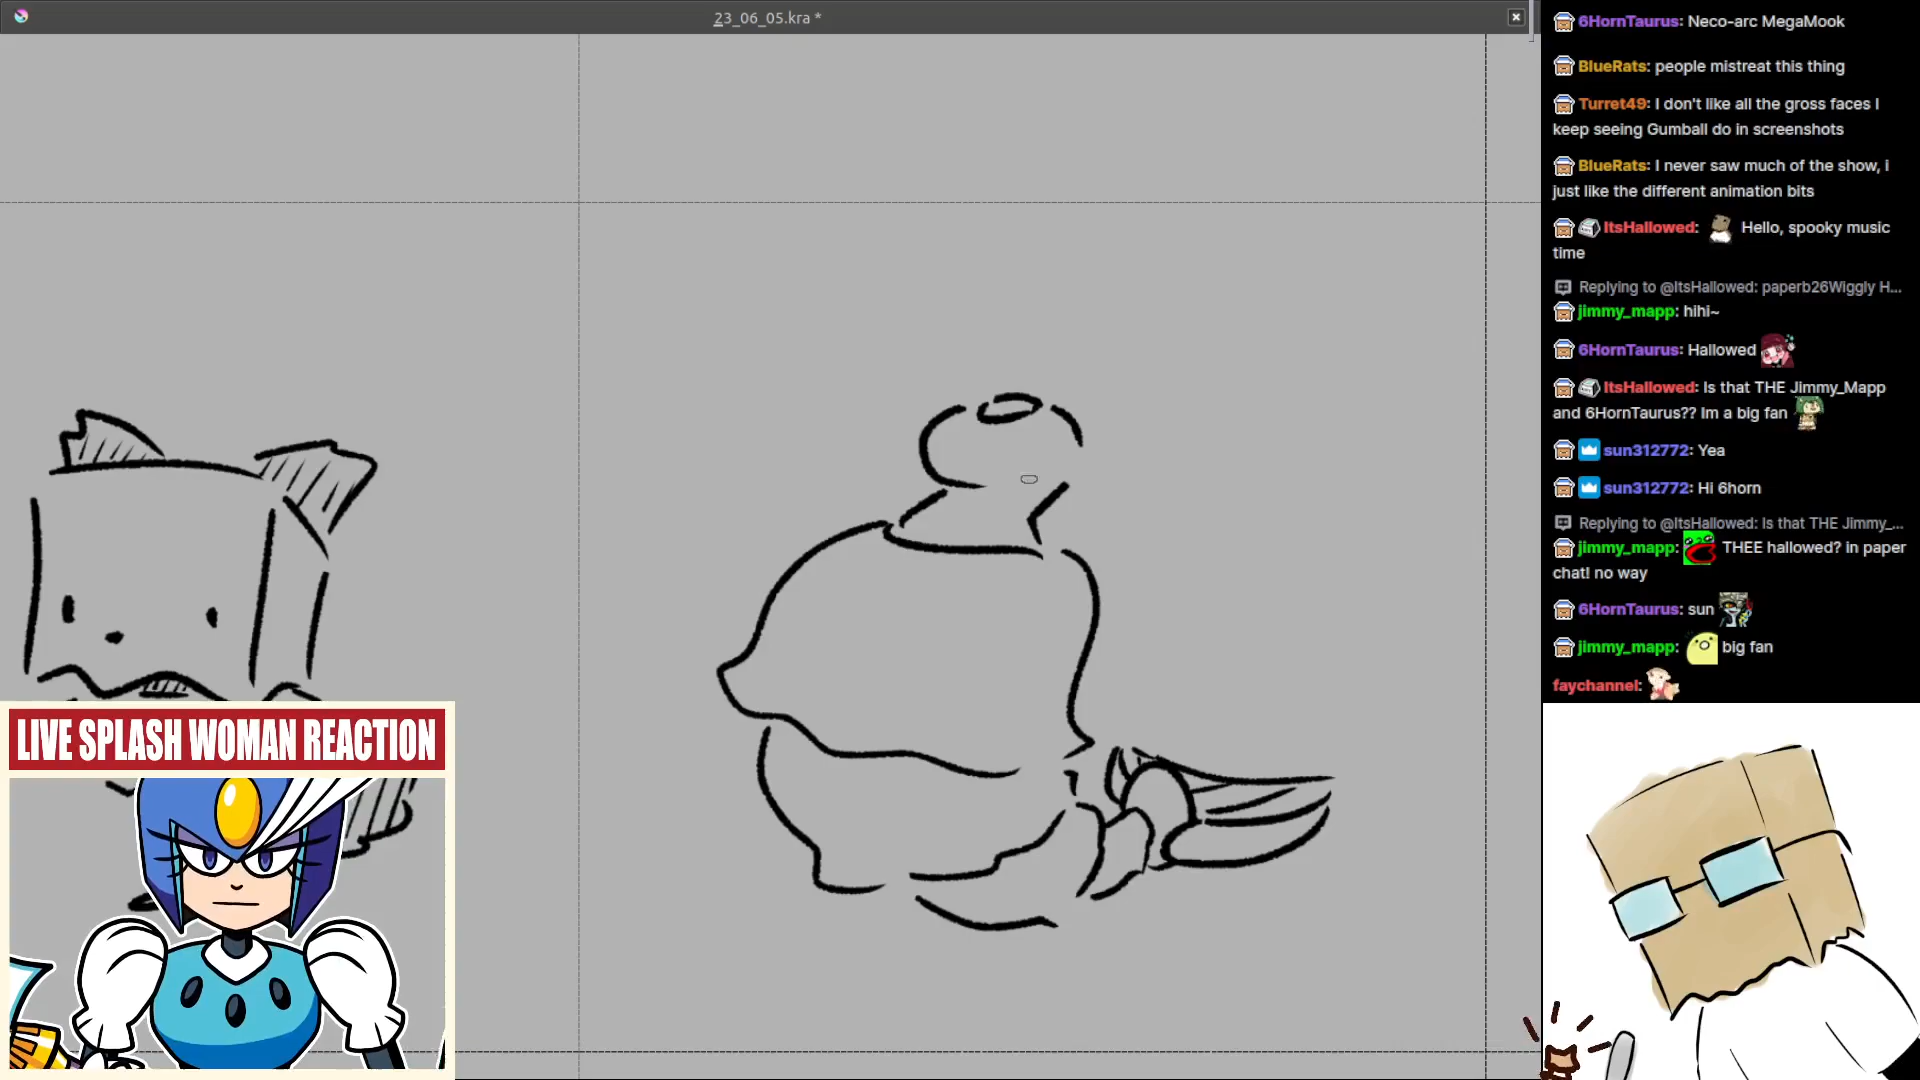 23_06_05.kra *
6HornTaurus: Neco-arc MegaMook
BlueRats: people mistreat this thing
Turret49: I don't like all the gross faces I
keep seeing Gumball do in screenshots
BlueRats: I never saw much of the show, i
just like the different animation bits
ItsHallowed: Hello, spooky music
time
Replying to @ItsHallowed: paperb26Wiggly H...
jimmy_mapp: hihi~
6HornTaurus: Hallowed
ItsHallowed: Is that THE Jimmy_Mapp
and 6HornTaurus?? Im a big fan
sun312772: Yea
sun312772: Hi 6horn
Replying to @ItsHallowed: Is that THE Jimmy_...
jimmy_mapp: THEE hallowed? in paper
chat! no way
6HornTaurus: sun
jimmy_mapp: big fan
faychannel:
LIVE SPLASH WOMAN REACTION